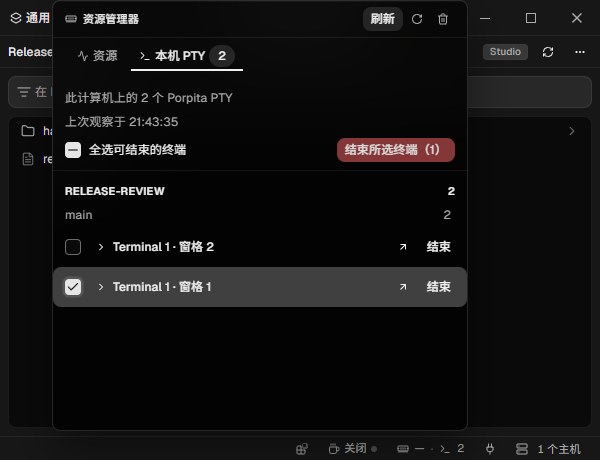 通用
资源管理器
刷新
Release
资源
本机 PTY 2
Studio
在
此计算机上的 2 个 Porpita PTY
上次观察于 21:43:35
全选可结束的终端
结束所选终端（1）
ha
re
RELEASE-REVIEW 2
main 2
Terminal 1 · 窗格 2 结束
Terminal 1 · 窗格 1 结束
关闭 — · 2 1 个主机